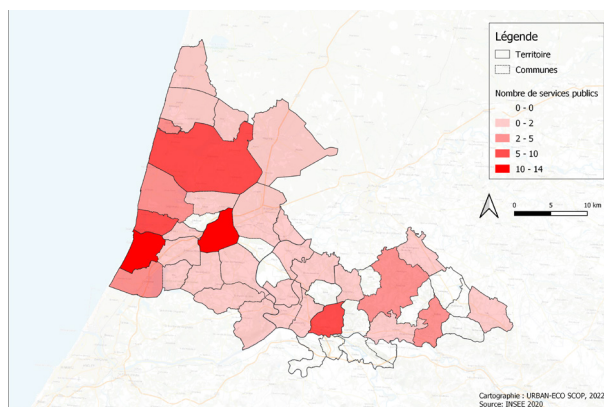 Légende
Territoire
Communes
Nombre de services publics
0 - 0
0 - 2
2 - 5
5 - 10
10 - 14
0 5 10 km
Cartographie : URBAN-ECO SCOP, 2022
Source: INSEE 2020